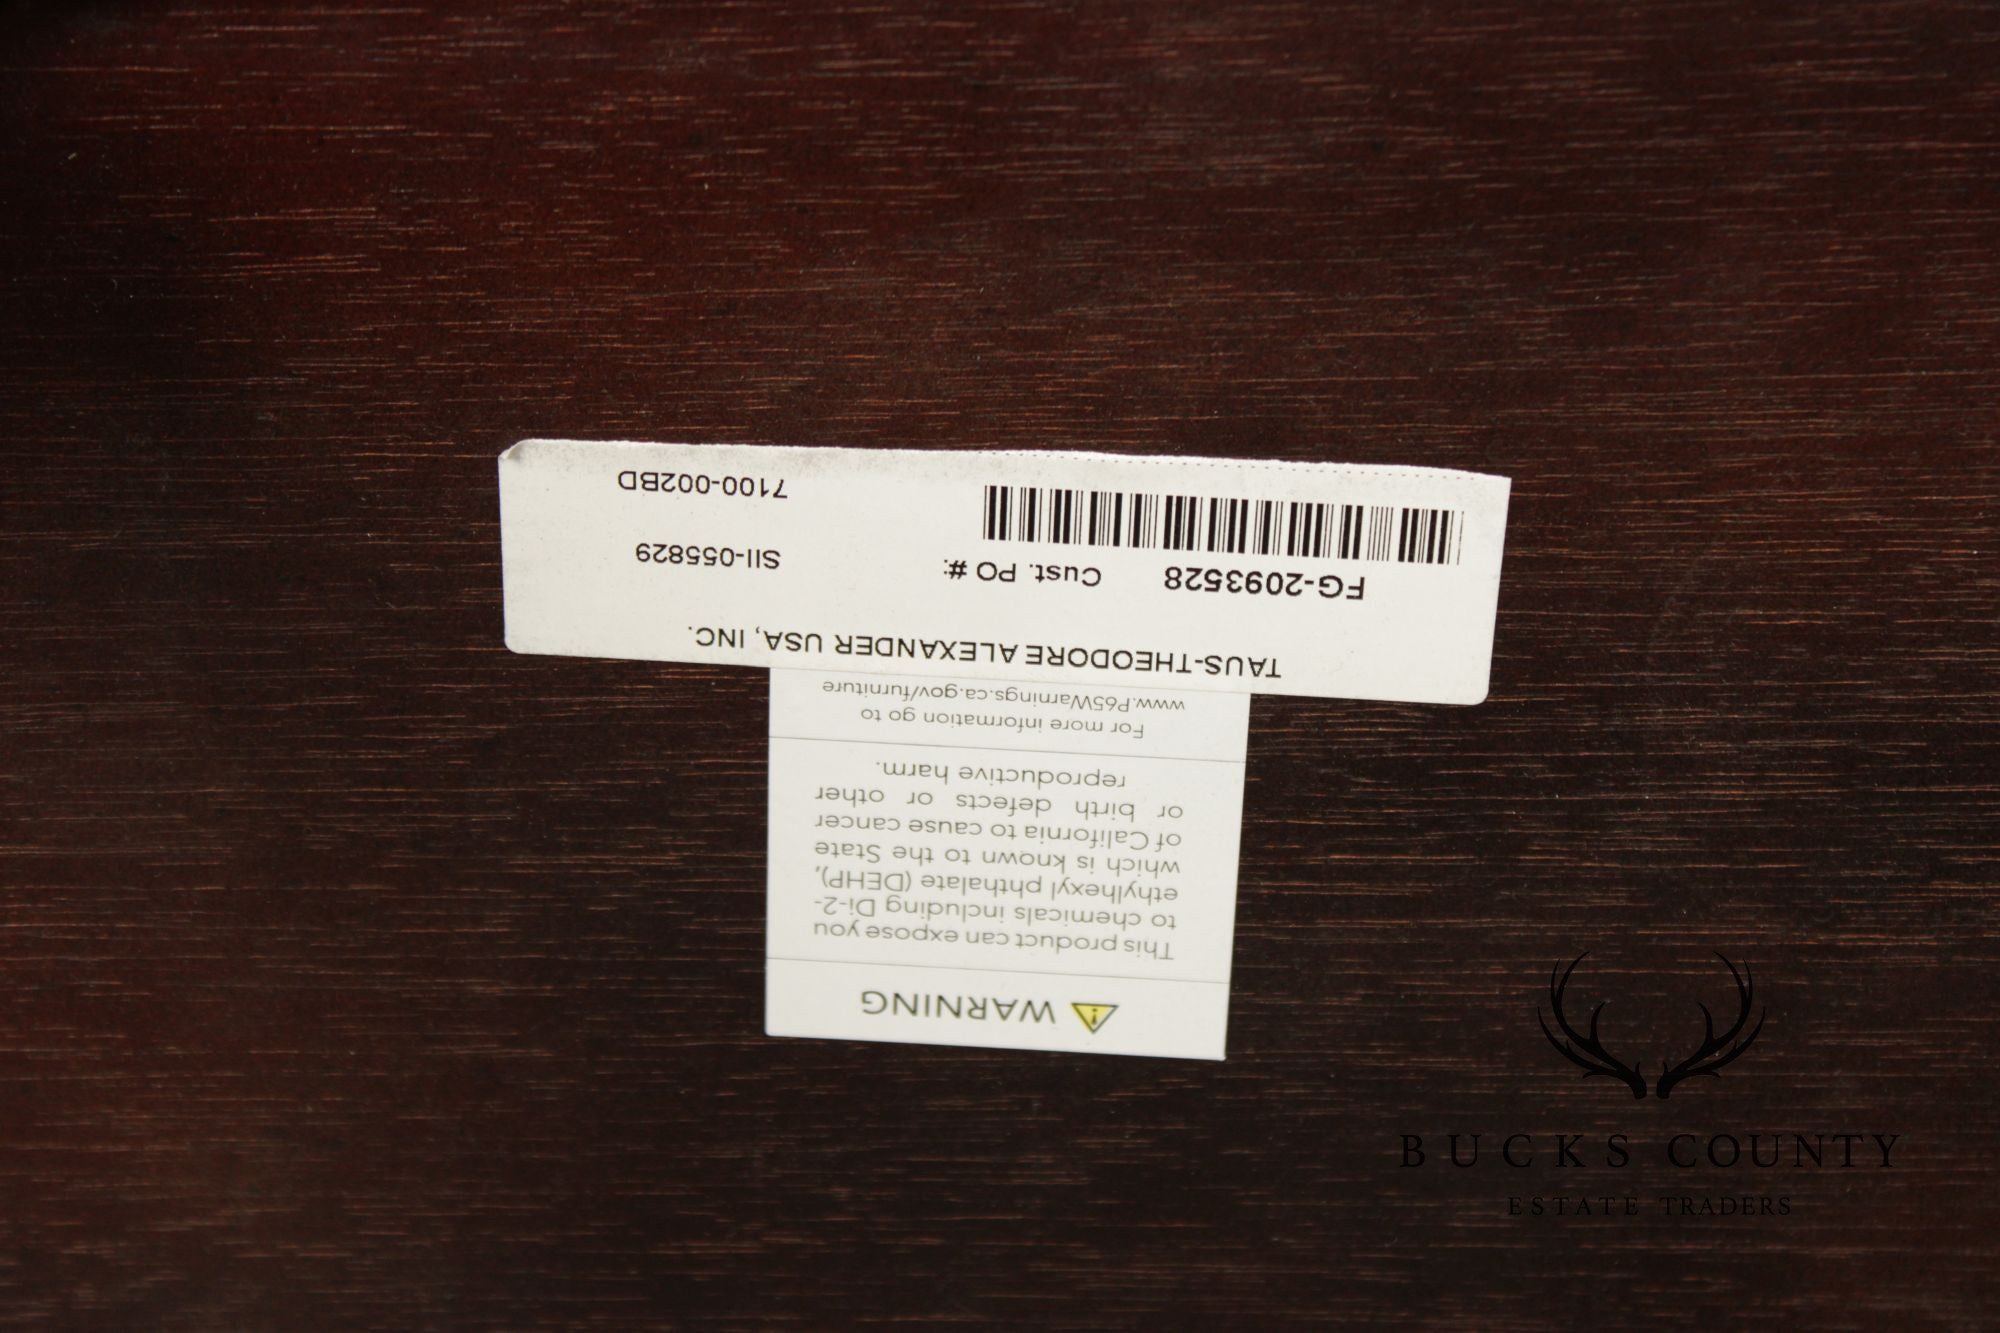 TAUS-THEODORE ALEXANDER USA, INC.
FG-2093528 Cust. PO #: SII-055829
7100-002BD
⚠ WARNING
This product can expose you
to chemicals including Di-2-
ethylhexyl phthalate (DEHP),
which is known to the State
of California to cause cancer
or birth defects or other
reproductive harm.
For more information go to
www.P65Warnings.ca.gov/furniture
BUCKS COUNTY
ESTATE TRADERS